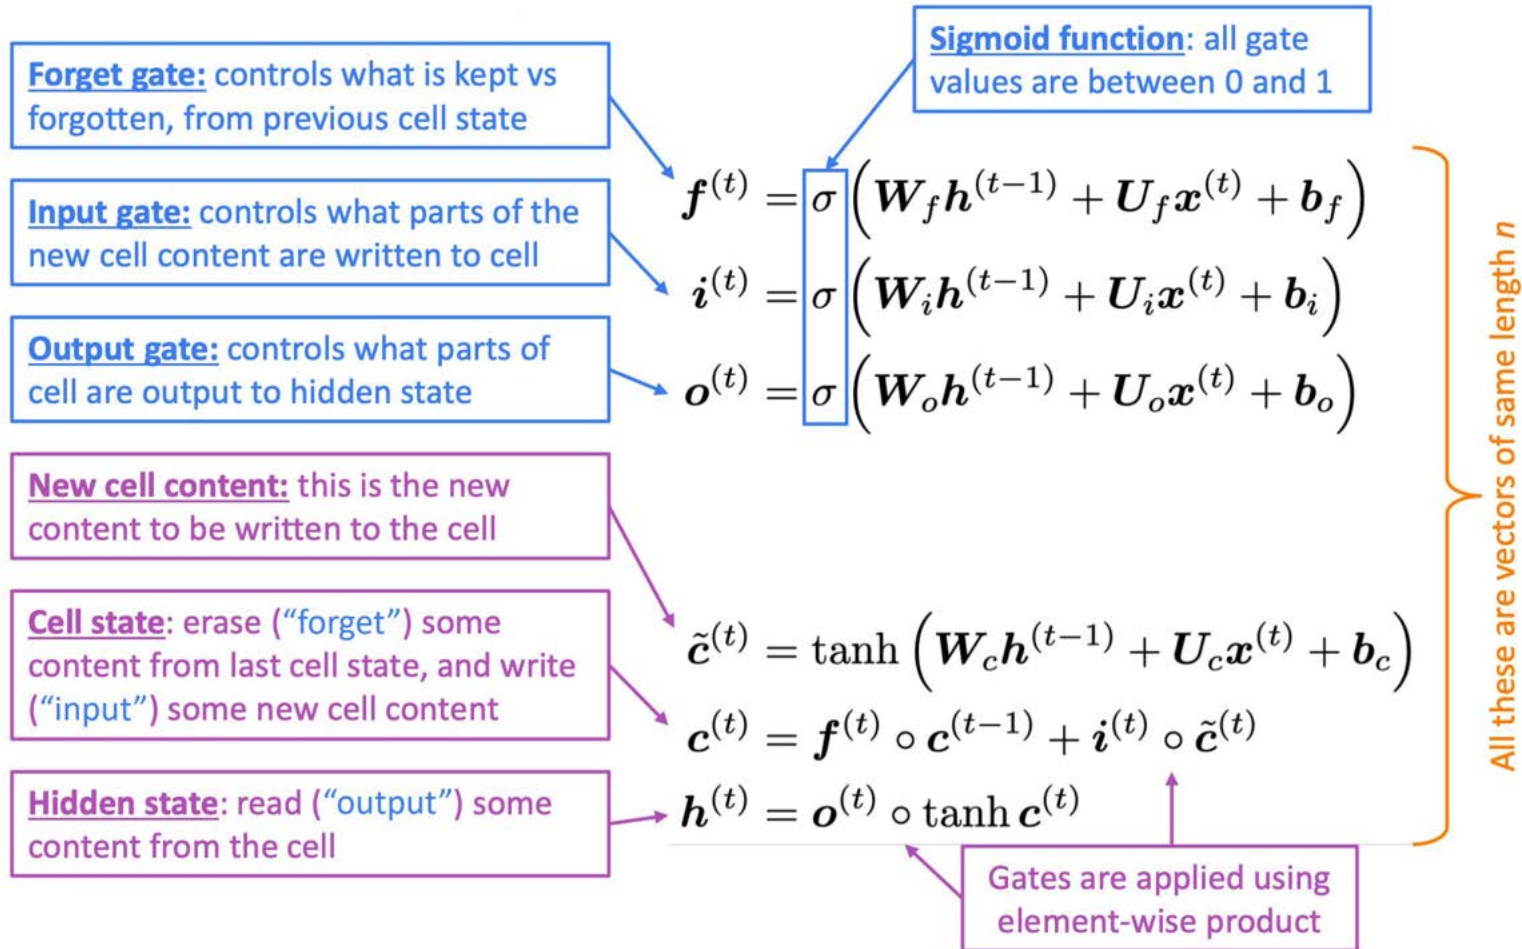 Forget gate: controls what is kept vs
forgotten, from previous cell state
Sigmoid function: all gate
values are between 0 and 1
Input gate: controls what parts of the
new cell content are written to cell
Output gate: controls what parts of
cell are output to hidden state
New cell content: this is the new
content to be written to the cell
Cell state: erase (“forget”) some
content from last cell state, and write
(“input”) some new cell content
Hidden state: read (“output”) some
content from the cell
f^(t) = σ(W_f h^(t−1) + U_f x^(t) + b_f)
i^(t) = σ(W_i h^(t−1) + U_i x^(t) + b_i)
o^(t) = σ(W_o h^(t−1) + U_o x^(t) + b_o)
c̃^(t) = tanh(W_c h^(t−1) + U_c x^(t) + b_c)
c^(t) = f^(t) ∘ c^(t−1) + i^(t) ∘ c̃^(t)
h^(t) = o^(t) ∘ tanh c^(t)
Gates are applied using
element-wise product
All these are vectors of same length n